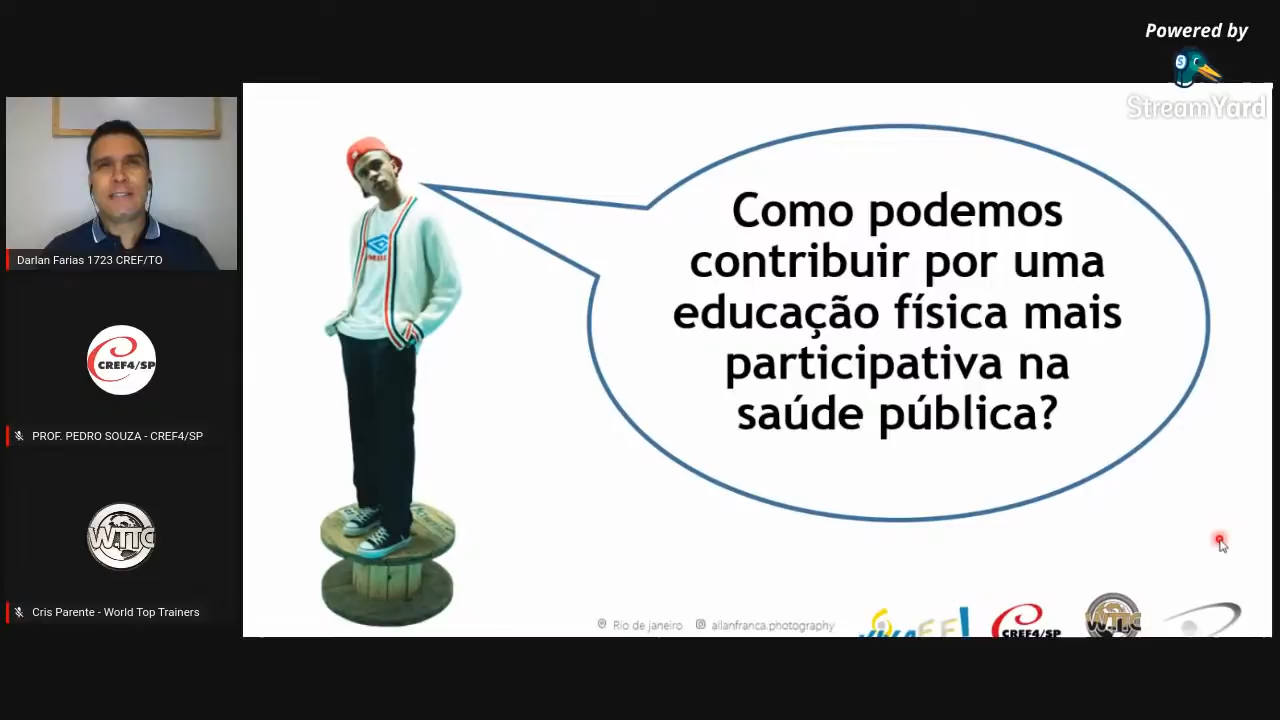 Powered by
StreamYard
Darlan Farias 1723 CREF/TO
CREF4/SP
PROF. PEDRO SOUZA - CREF4/SP
WTTC
Cris Parente - World Top Trainers
Como podemos
contribuir por uma
educação física mais
participativa na
saúde pública?
Rio de janeiro
allanfranca.photography
CREF4/SP
WTTC